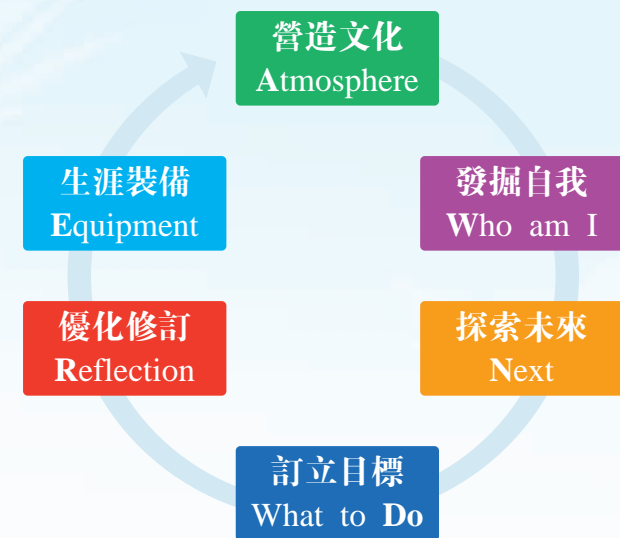 營造文化
Atmosphere
發掘自我
Who am I
探索未來
Next
訂立目標
What to Do
優化修訂
Reflection
生涯裝備
Equipment